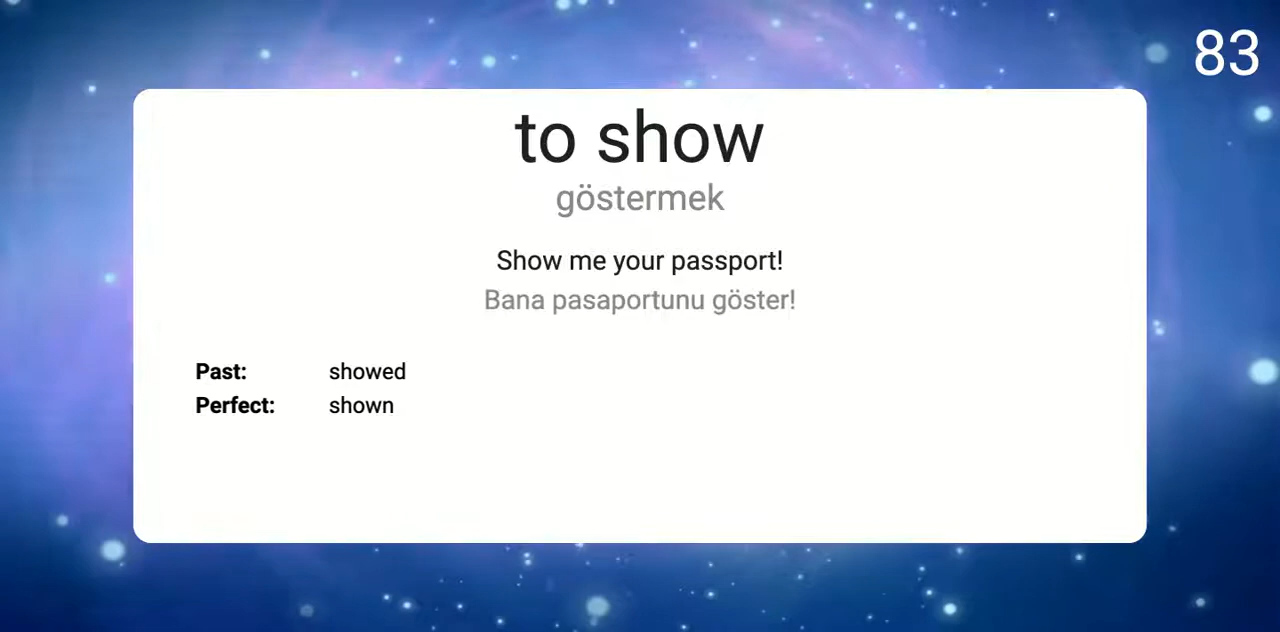 83
to show
göstermek
Show me your passport!
Bana pasaportunu göster!
Past: showed
Perfect: shown